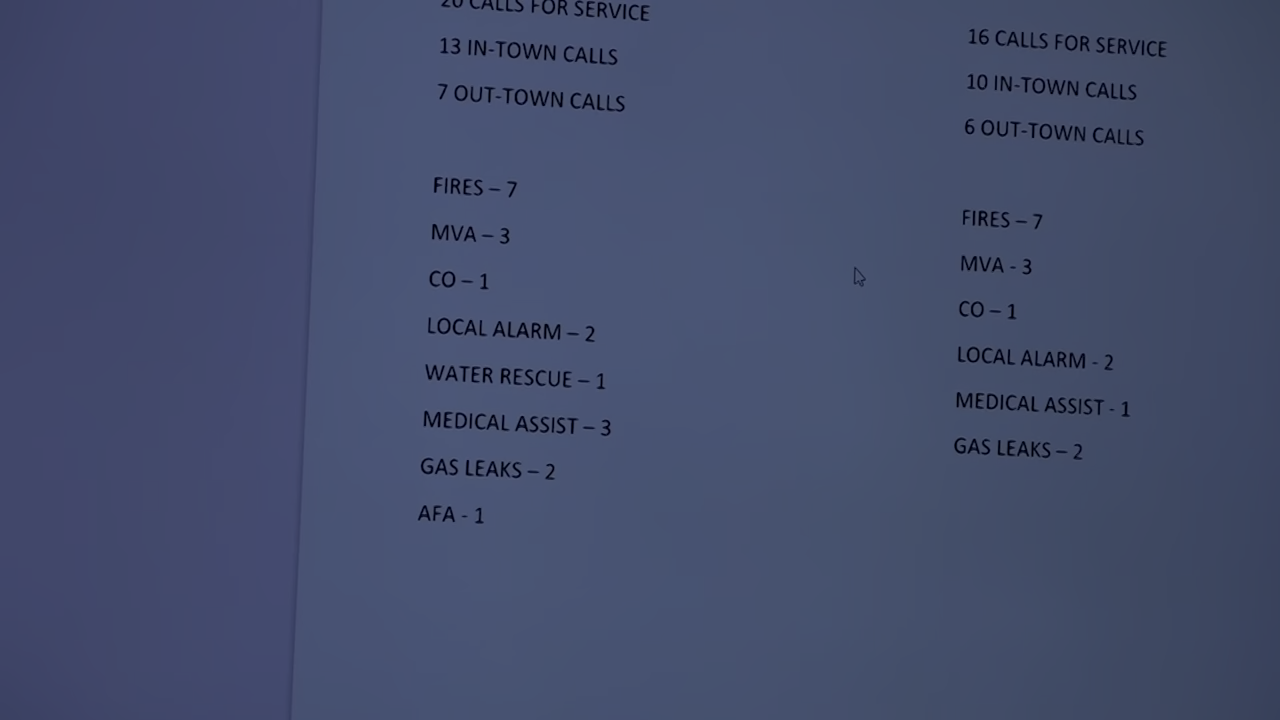 20 CALLS FOR SERVICE
13 IN-TOWN CALLS
7 OUT-TOWN CALLS
FIRES – 7
MVA – 3
CO – 1
LOCAL ALARM – 2
WATER RESCUE – 1
MEDICAL ASSIST – 3
GAS LEAKS – 2
AFA - 1
16 CALLS FOR SERVICE
10 IN-TOWN CALLS
6 OUT-TOWN CALLS
FIRES – 7
MVA - 3
CO – 1
LOCAL ALARM - 2
MEDICAL ASSIST - 1
GAS LEAKS – 2